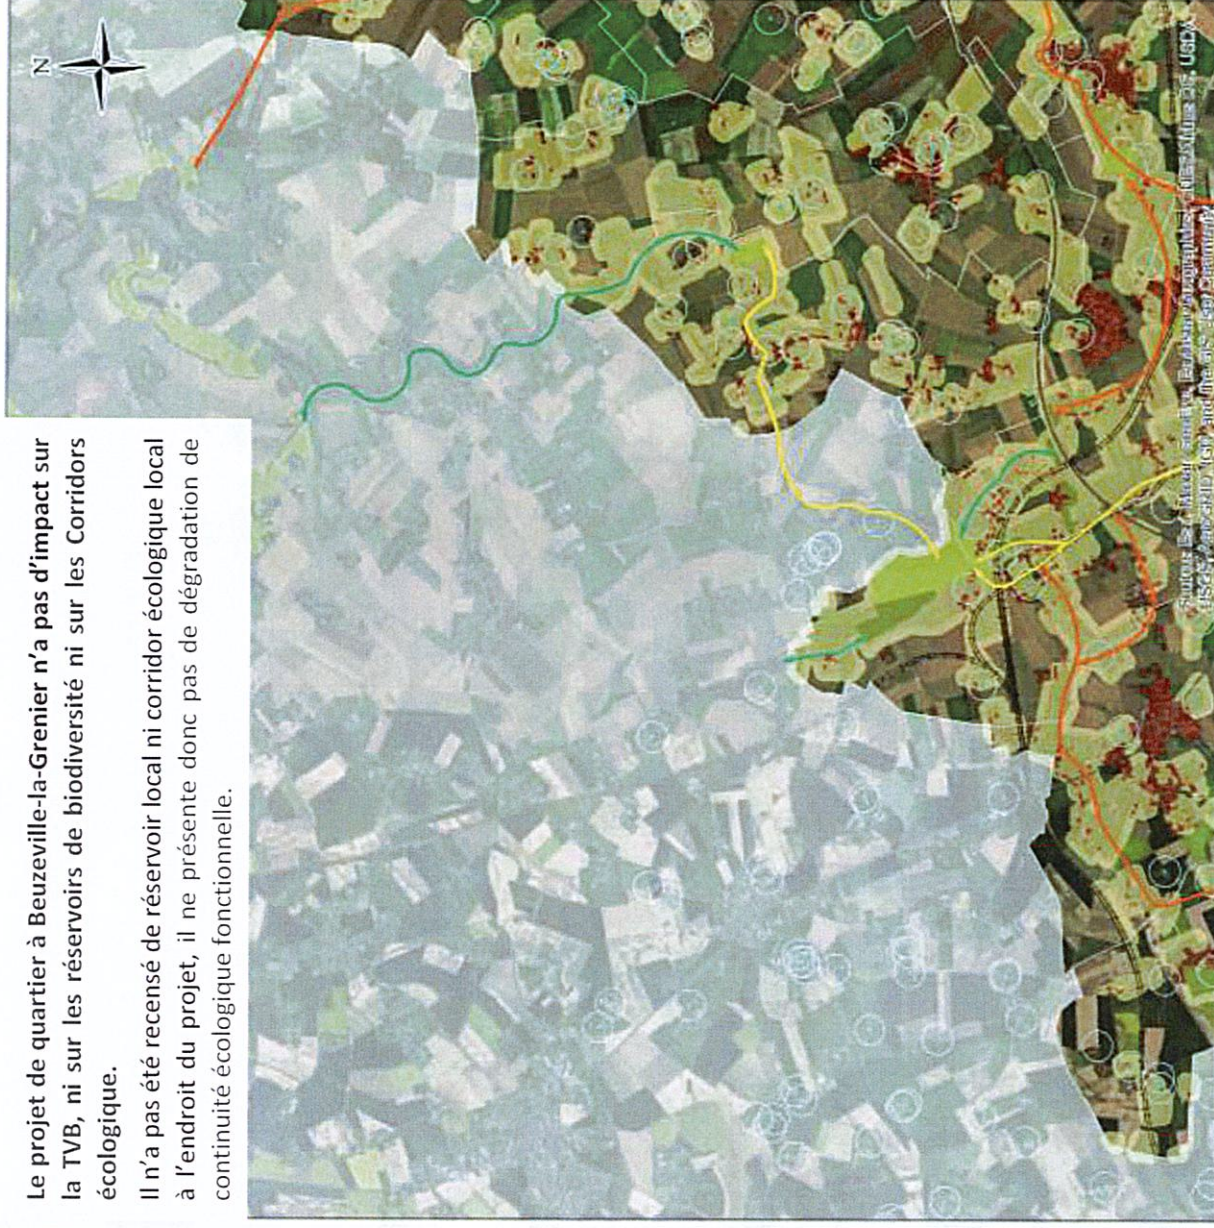 Le projet de quartier à Beuzeville-la-Grenier n'a pas d'impact sur
la TVB, ni sur les réservoirs de biodiversité ni sur les Corridors
écologique.
Il n'a pas été recensé de réservoir local ni corridor écologique local
à l'endroit du projet, il ne présente donc pas de dégradation de
continuité écologique fonctionnelle.
N